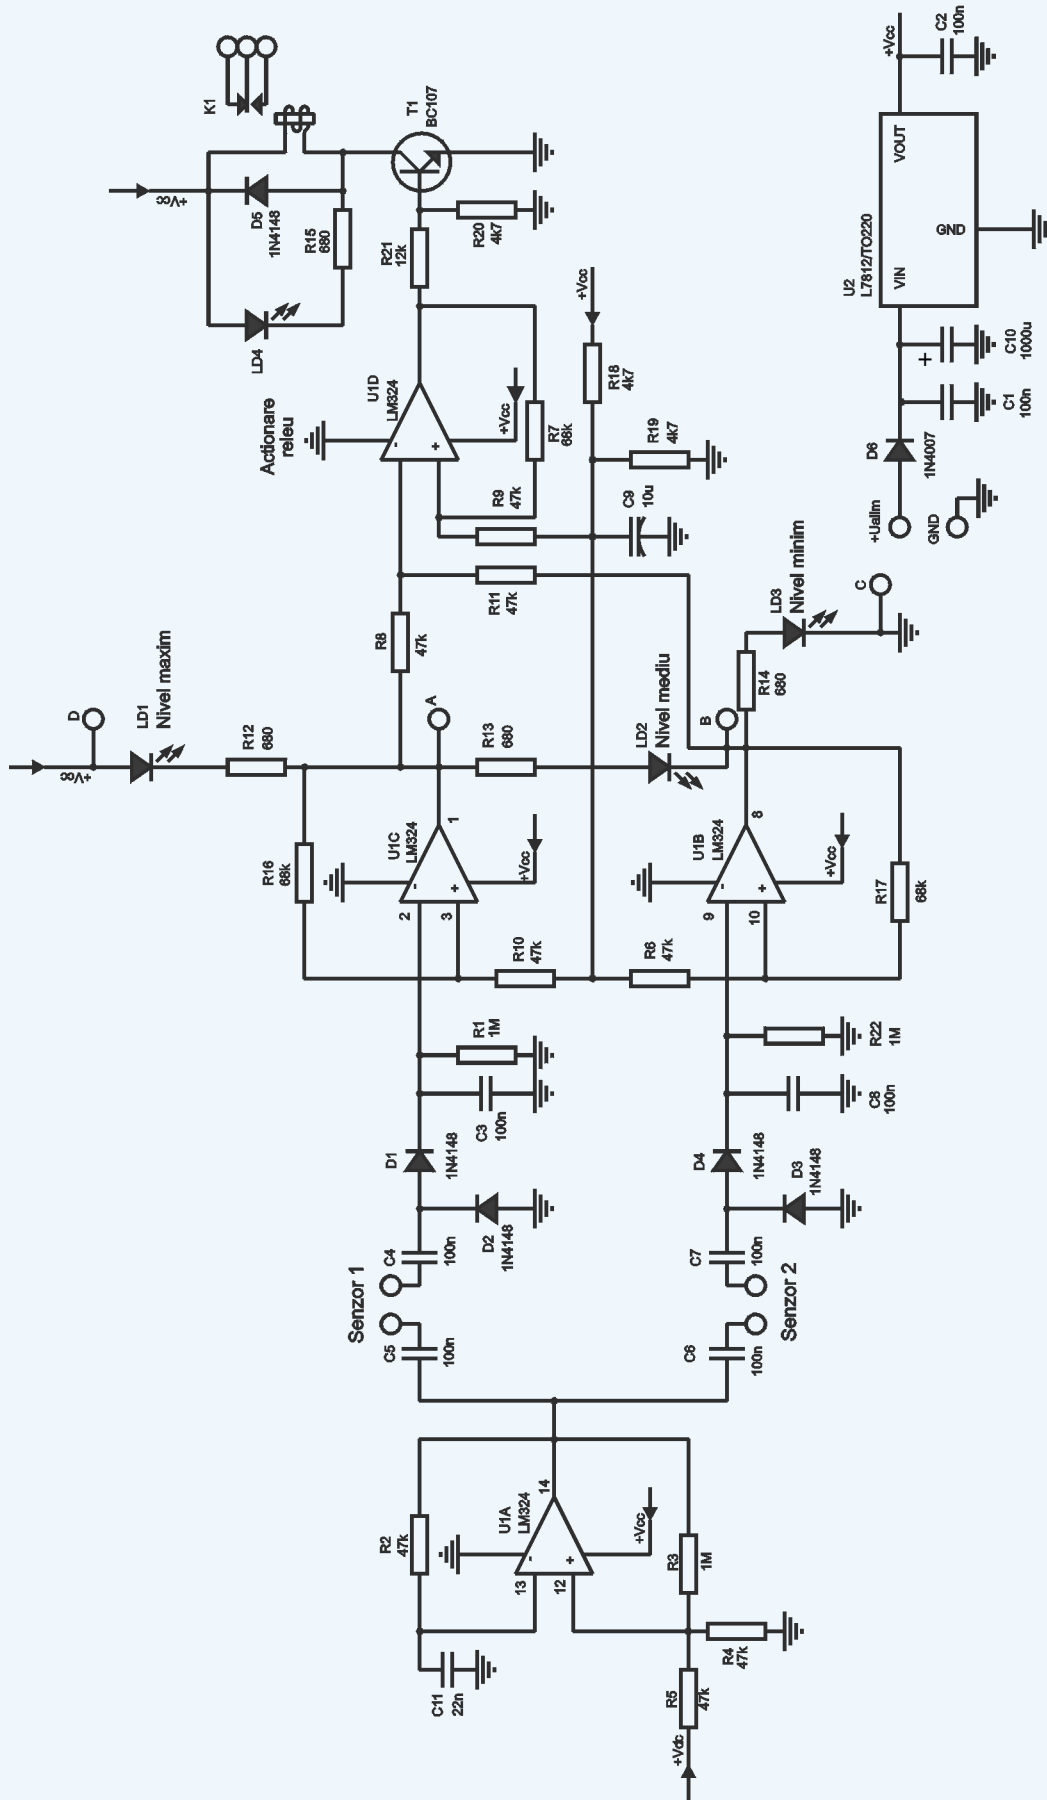 +Vdc
R5
47k
R4
47k
C11
22n
R2
47k
13
12
U1A
LM324
14
-
+
+Vcc
R3
1M
Senzor 1
C5
100n
C4
100n
D2
1N4148
D1
1N4148
C3
100n
R1
1M
Senzor 2
C6
100n
C7
100n
D3
1N4148
D4
1N4148
C8
100n
R22
1M
R16
68k
2
3
U1C
LM324
1
-
+
+Vcc
R10
47k
R6
47k
9
10
U1B
LM324
8
-
+
+Vcc
R17
68k
+Vcc
D
LD1
Nivel maxim
R12
680
A
R13
680
LD2
Nivel mediu
B
R14
680
LD3
Nivel minim
C
R8
47k
R11
47k
R9
47k
R7
68k
Actionare
releu
U1D
LM324
-
+
+Vcc
C9
10u
R19
4k7
R18
4k7
+Vcc
R21
12k
R20
4k7
T1
BC107
LD4
R15
680
D5
1N4148
+Vcc
K1
+Ualim
GND
D6
1N4007
C1
100n
+
C10
1000u
U2
L7812/TO220
VIN
GND
VOUT
+Vcc
C2
100n